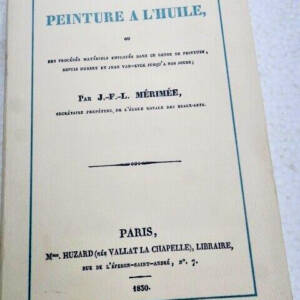 PEINTURE A L'HUILE,
OU
DES PROCÉDÉS MATÉRIELS EMPLOYÉS DANS CE GENRE DE PEINTURE,
DEPUIS HUBERT ET JEAN VAN-EYCK JUSQU'A NOS JOURS;
PAR J.-F.-L. MÉRIMÉE,
SECRÉTAIRE PERPÉTUEL DE L'ÉCOLE ROYALE DES BEAUX-ARTS.
PARIS,
Mme. HUZARD (née VALLAT LA CHAPELLE), LIBRAIRE,
RUE DE L'ÉPERON-SAINT-ANDRÉ, N°. 7.
1830.